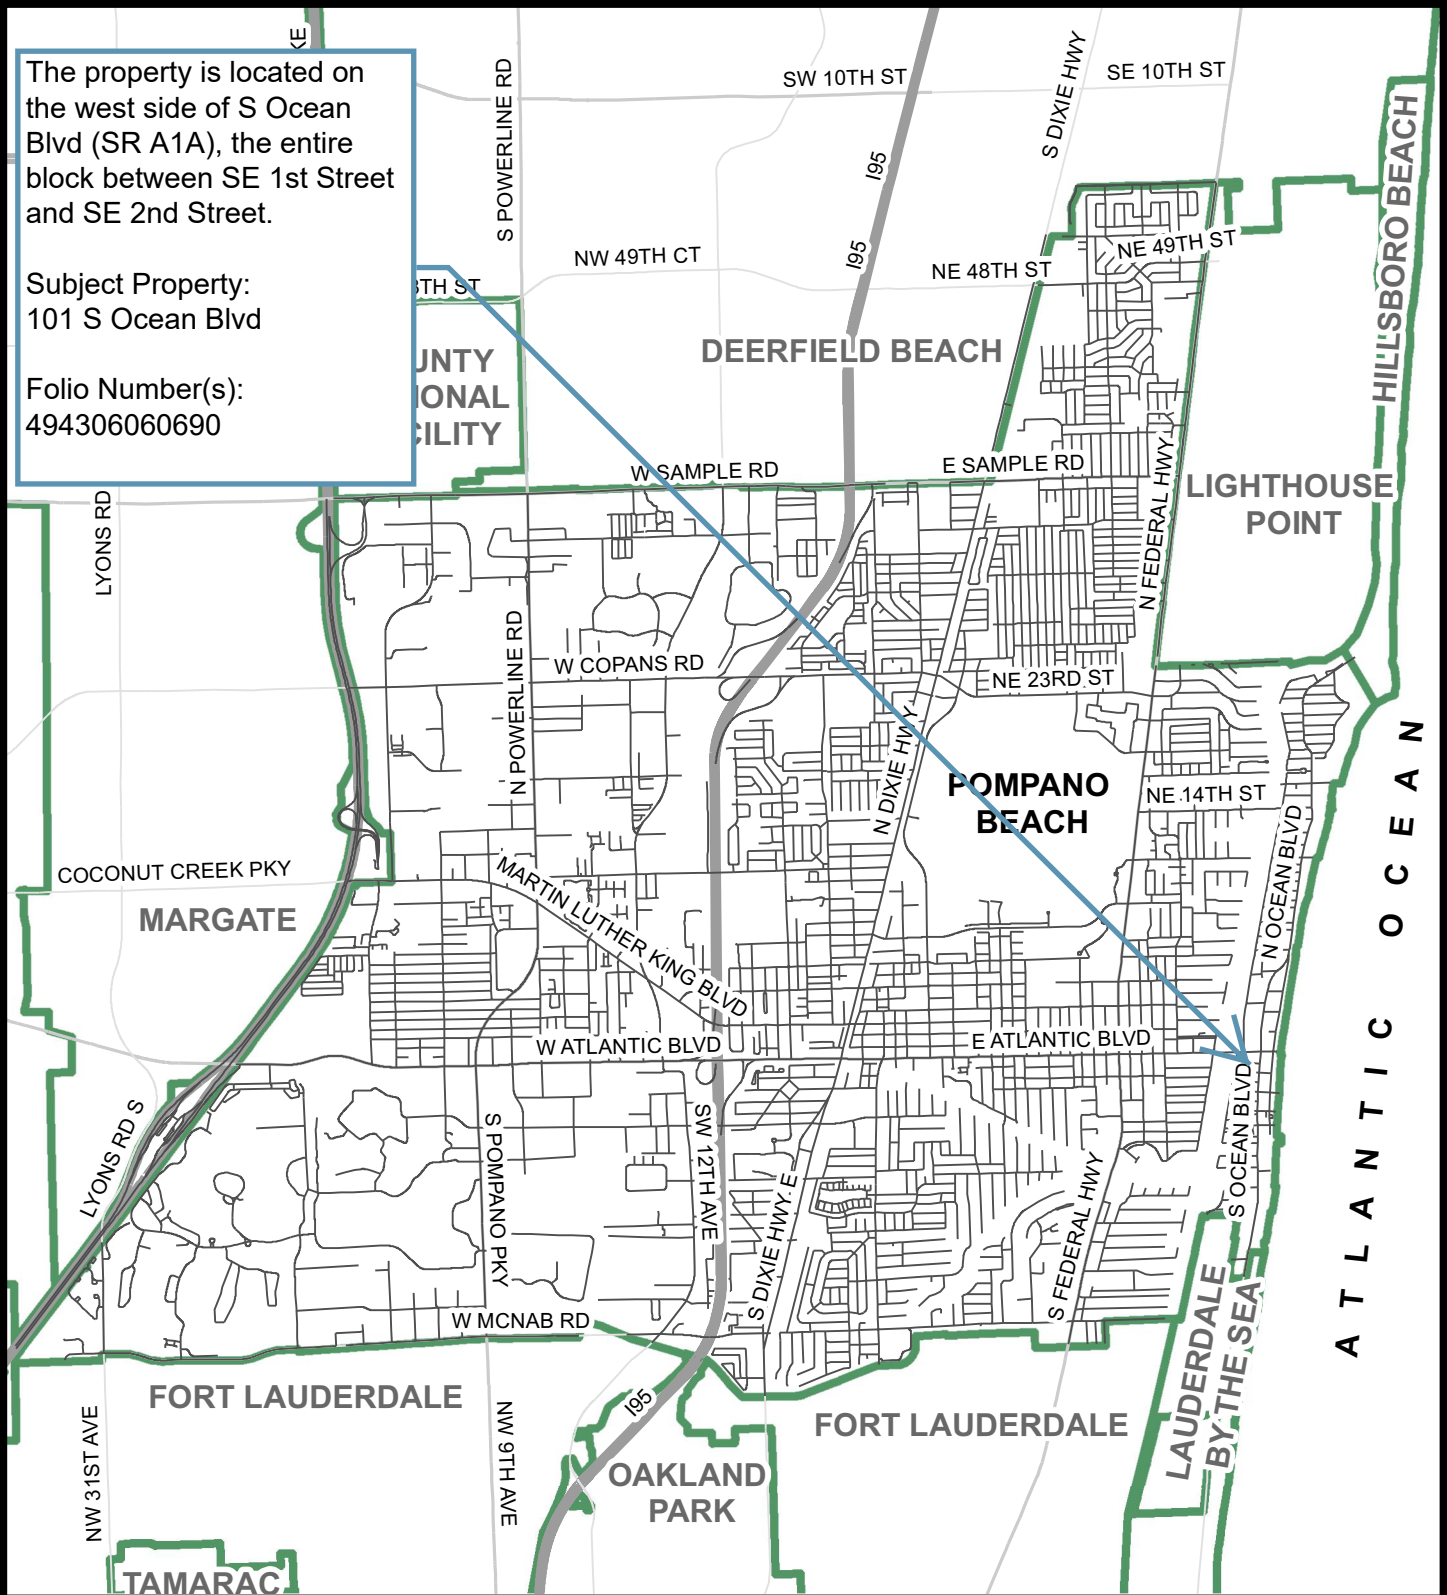 KE
The property is located on
the west side of S Ocean
Blvd (SR A1A), the entire
block between SE 1st Street
and SE 2nd Street.
Subject Property:
101 S Ocean Blvd
Folio Number(s):
494306060690
S POWERLINE RD
SW 10TH ST
SE 10TH ST
S DIXIE HWY
I95
HILLSBORO BEACH
NW 49TH CT
I95
NE 48TH ST
NE 49TH ST
8TH ST
DEERFIELD BEACH
UNTY
IONAL
CILITY
W SAMPLE RD
E SAMPLE RD
LIGHTHOUSE
POINT
LYONS RD
N FEDERAL HWY
N POWERLINE RD
W COPANS RD
NE 23RD ST
N DIXIE HWY
POMPANO
BEACH
NE 14TH ST
N OCEAN BLVD
ATLANTIC OCEAN
COCONUT CREEK PKY
MARGATE
MARTIN LUTHER KING BLVD
W ATLANTIC BLVD
E ATLANTIC BLVD
LYONS RD S
S POMPANO PKY
SW 12TH AVE
S DIXIE HWY E
S FEDERAL HWY
S OCEAN BLVD
W MCNAB RD
LAUDERDALE
BY THE SEA
FORT LAUDERDALE
I95
FORT LAUDERDALE
NW 31ST AVE
NW 9TH AVE
OAKLAND
PARK
TAMARAC